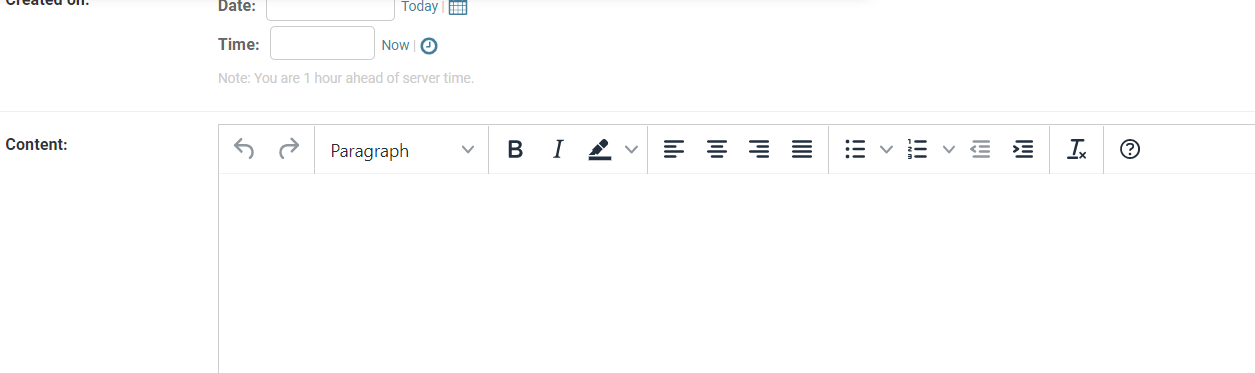 Created on:
Date: Today |
Time: Now |
Note: You are 1 hour ahead of server time.
Content:
Paragraph B I